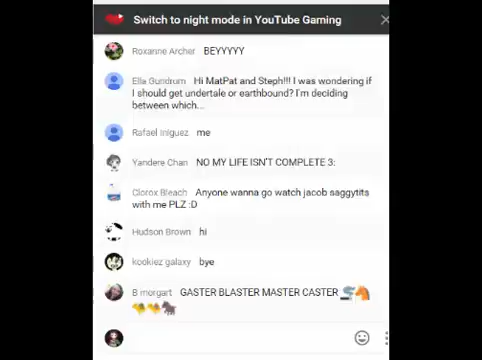 Switch to night mode in YouTube Gaming
Roxanne Archer BEYYYYY
Ella Gundrum Hi MatPat and Steph!!! I was wondering if
I should get undertale or earthbound? I'm deciding
between which...
Rafael Iniguez me
Yandere Chan NO MY LIFE ISN'T COMPLETE 3:
Clorox Bleach Anyone wanna go watch jacob saggytits
with me PLZ :D
Hudson Brown hi
kookiez galaxy bye
B morgart GASTER BLASTER MASTER CASTER